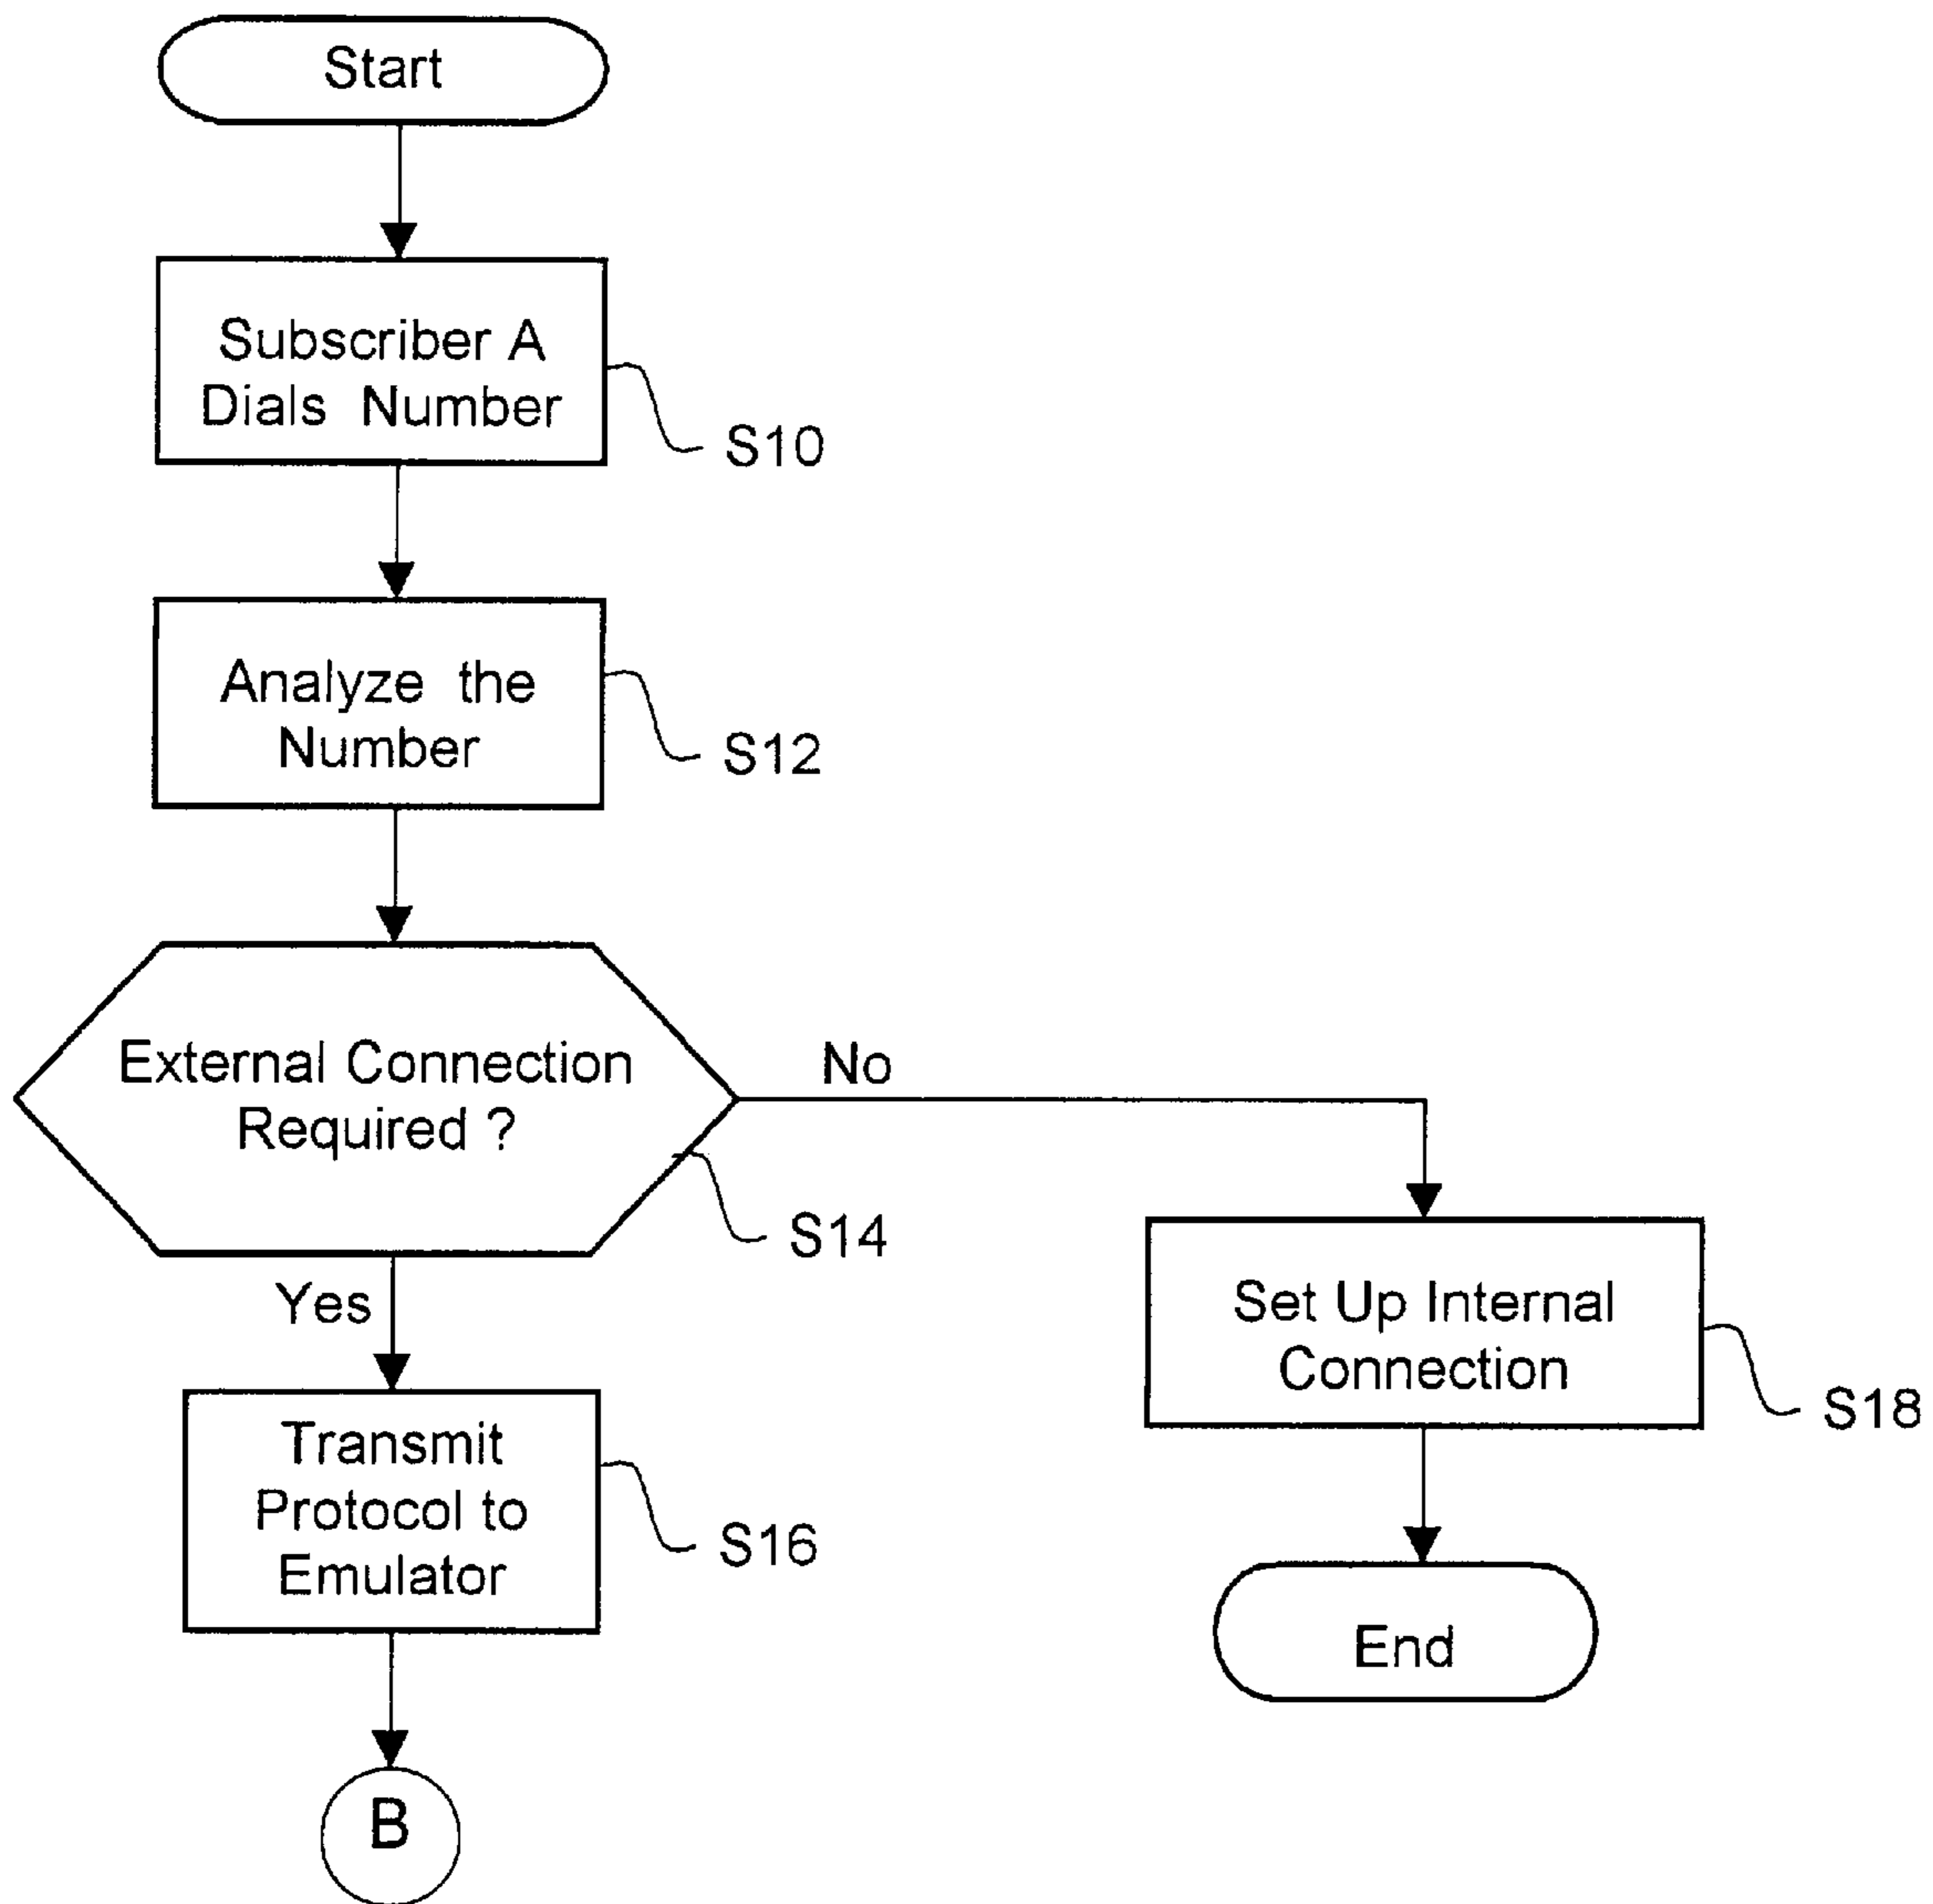 Start
Subscriber A
Dials Number
S10
Analyze the
Number
S12
External Connection
Required ?
No
S14
Yes
Set Up Internal
Connection
S18
Transmit
Protocol to
Emulator
S16
End
B